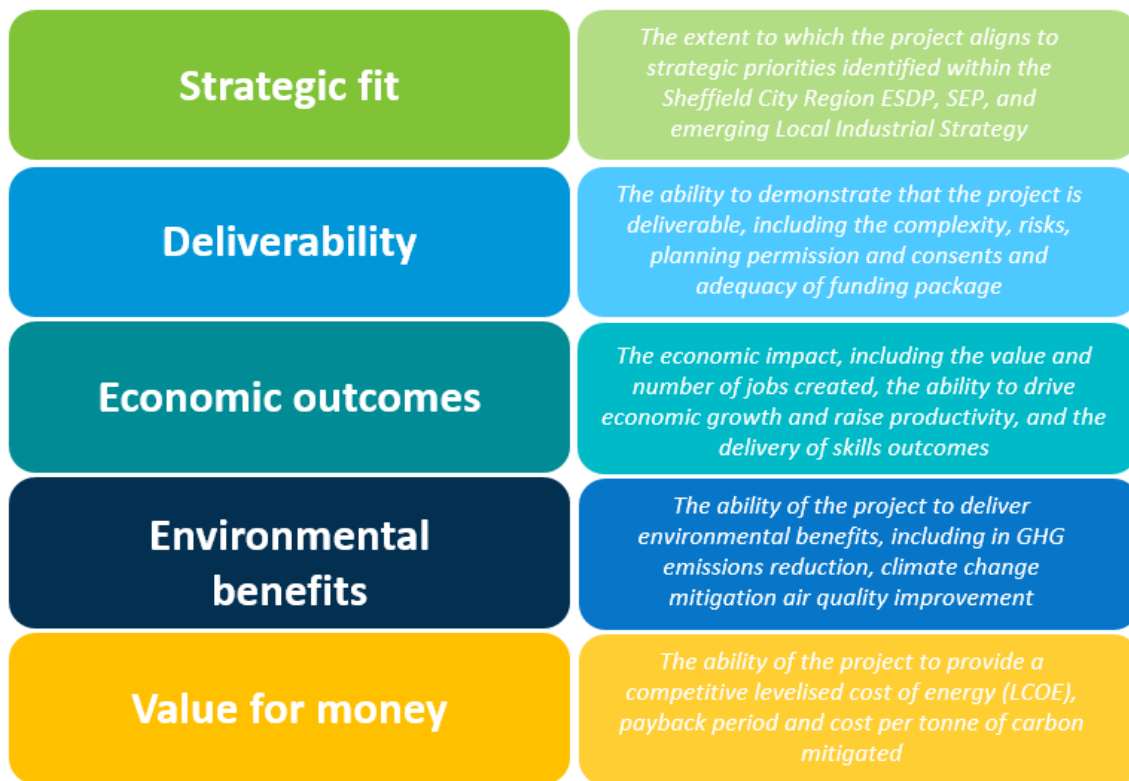 Strategic fit
The extent to which the project aligns to
strategic priorities identified within the
Sheffield City Region ESDP, SEP, and
emerging Local Industrial Strategy
Deliverability
The ability to demonstrate that the project is
deliverable, including the complexity, risks,
planning permission and consents and
adequacy of funding package
Economic outcomes
The economic impact, including the value and
number of jobs created, the ability to drive
economic growth and raise productivity, and the
delivery of skills outcomes
Environmental
benefits
The ability of the project to deliver
environmental benefits, including in GHG
emissions reduction, climate change
mitigation air quality improvement
Value for money
The ability of the project to provide a
competitive levelised cost of energy (LCOE),
payback period and cost per tonne of carbon
mitigated